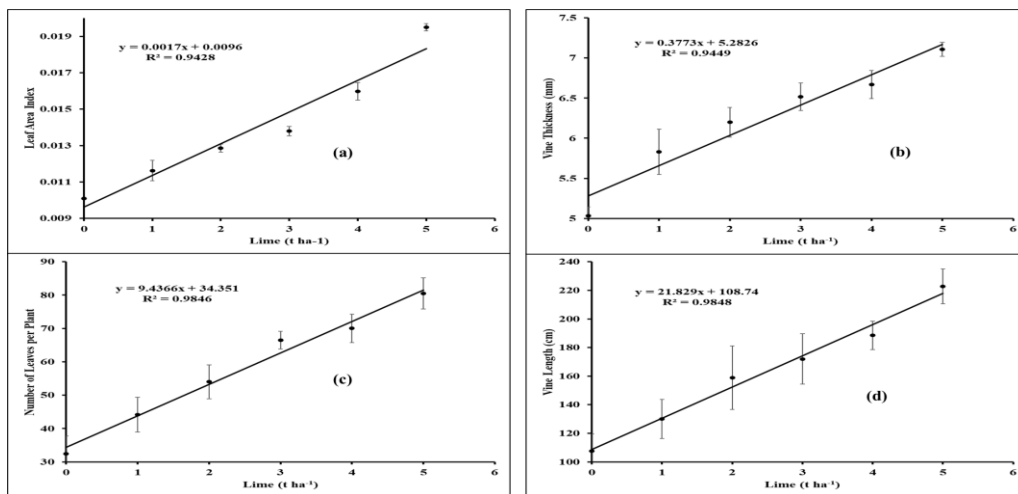 0.019
0.017
0.015
0.013
0.011
0.009
Leaf Area Index
y = 0.0017x + 0.0096
R² = 0.9428
(a)
0 1 2 3 4 5 6
Lime (t ha-1)
7
6.5
6
5.5
5
Vine Thickness (mm)
y = 0.3773x + 5.2826
R² = 0.9449
(b)
0 1 2 3 4 5 6
Lime (t ha⁻¹)
90
80
70
60
50
40
30
Number of Leaves per Plant
y = 9.4366x + 34.351
R² = 0.9846
(c)
0 1 2 3 4 5 6
Lime (t ha⁻¹)
240
220
200
180
160
140
120
100
Vine Length (cm)
y = 21.829x + 108.74
R² = 0.9848
(d)
0 1 2 3 4 5 6
Lime (t ha⁻¹)